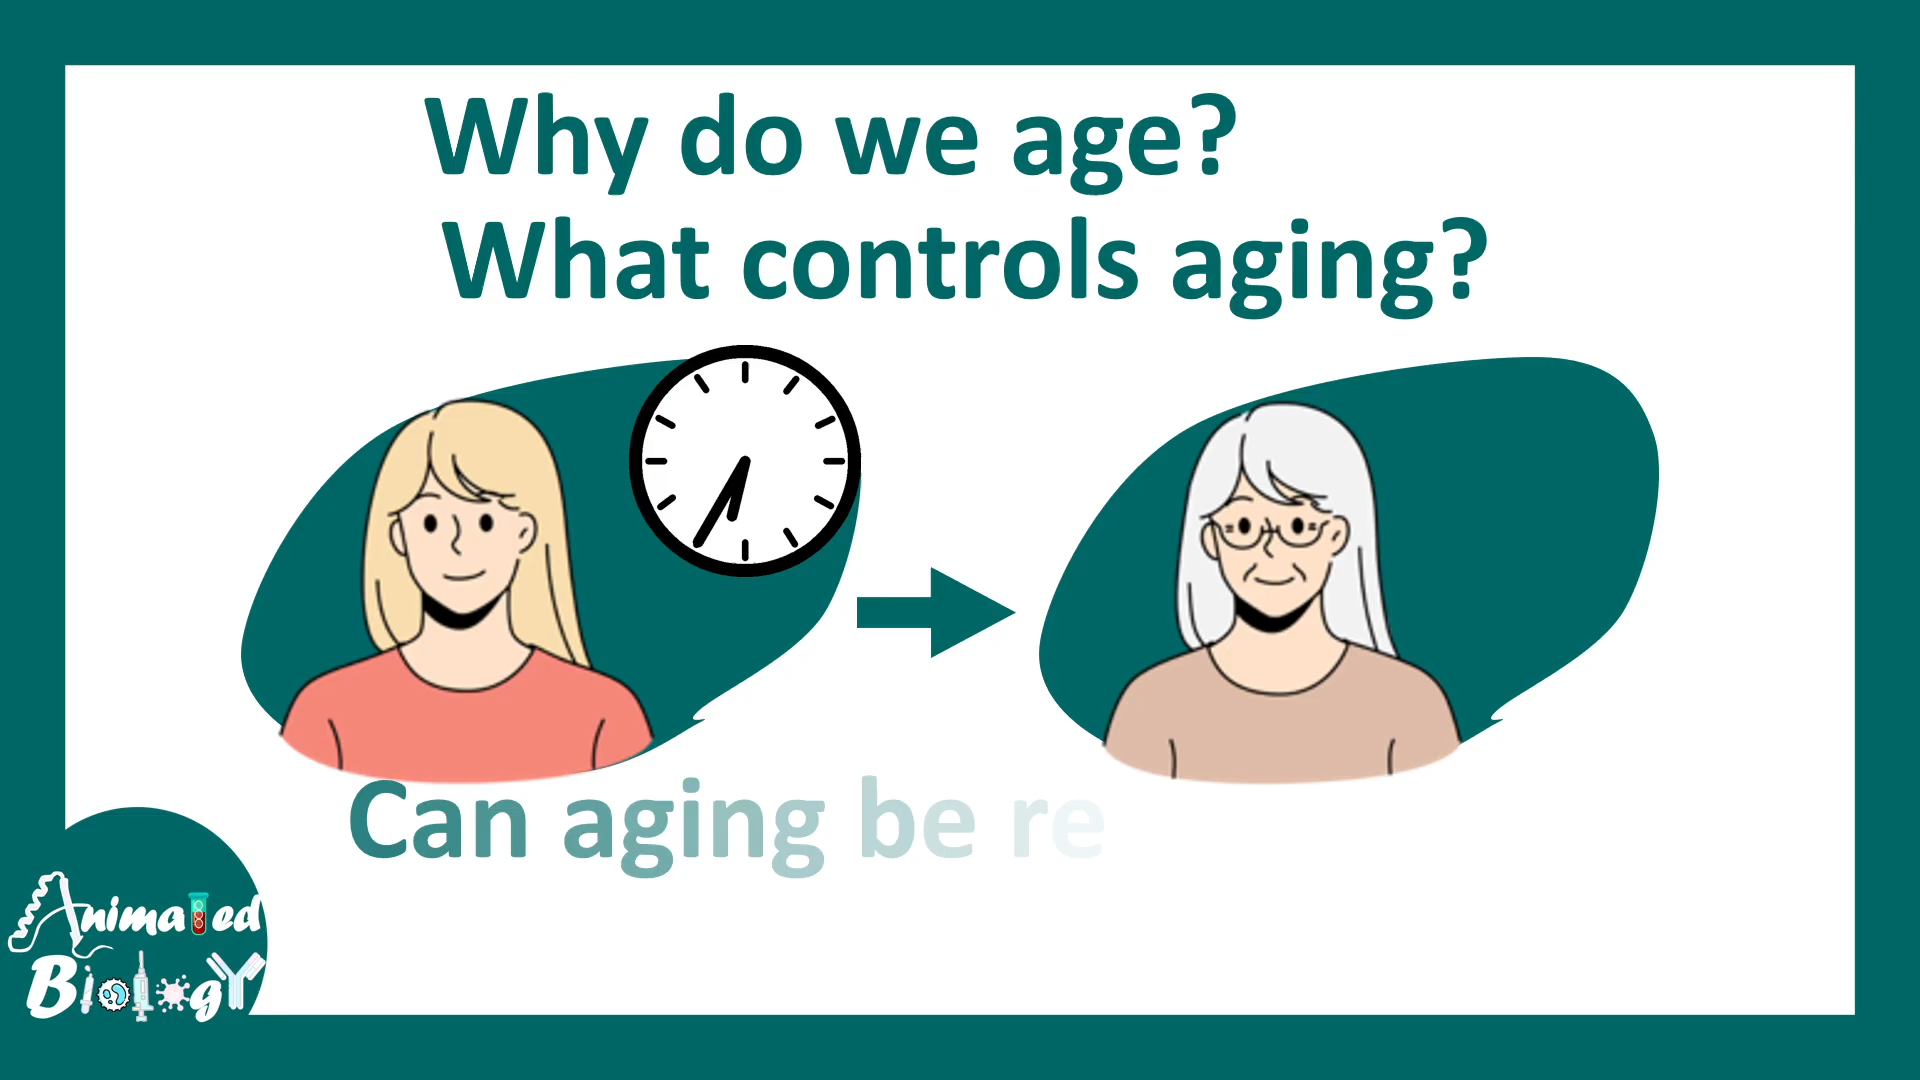 Why do we age?
What controls aging?
Can aging be re
Animated
Biology